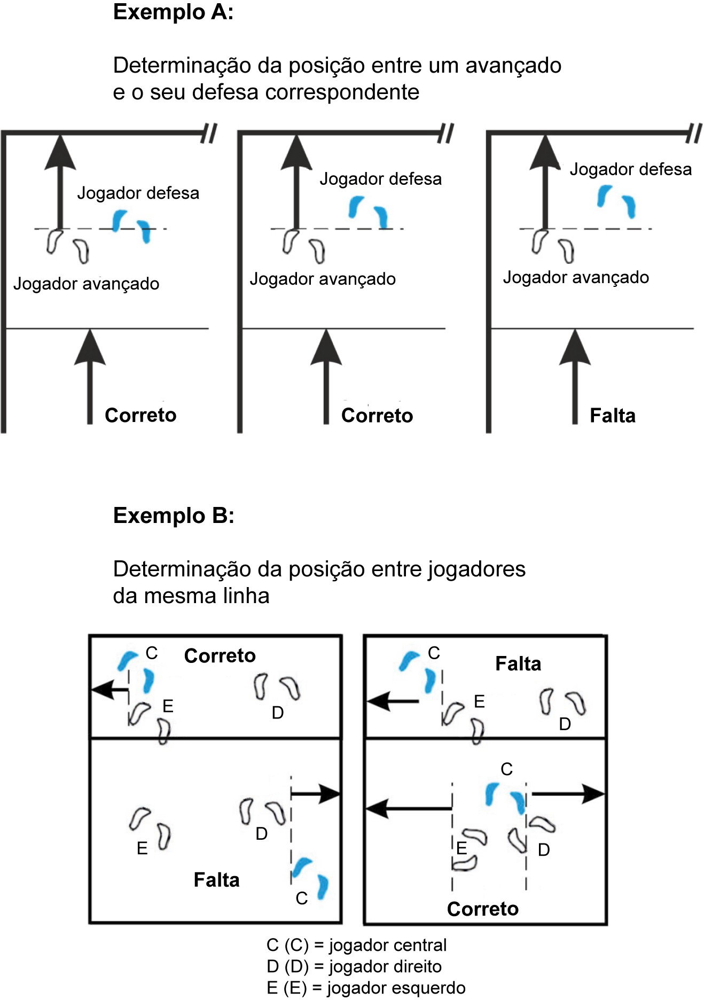 Exemplo A:
Determinação da posição entre um avançado
e o seu defesa correspondente
Jogador defesa
Jogador avançado
Correto
Jogador defesa
Jogador avançado
Correto
Jogador defesa
Jogador avançado
Falta
Exemplo B:
Determinação da posição entre jogadores
da mesma linha
C
Correto
E
D
E
D
Falta
C
C
Falta
E
D
C
E
D
Correto
C (C) = jogador central
D (D) = jogador direito
E (E) = jogador esquerdo